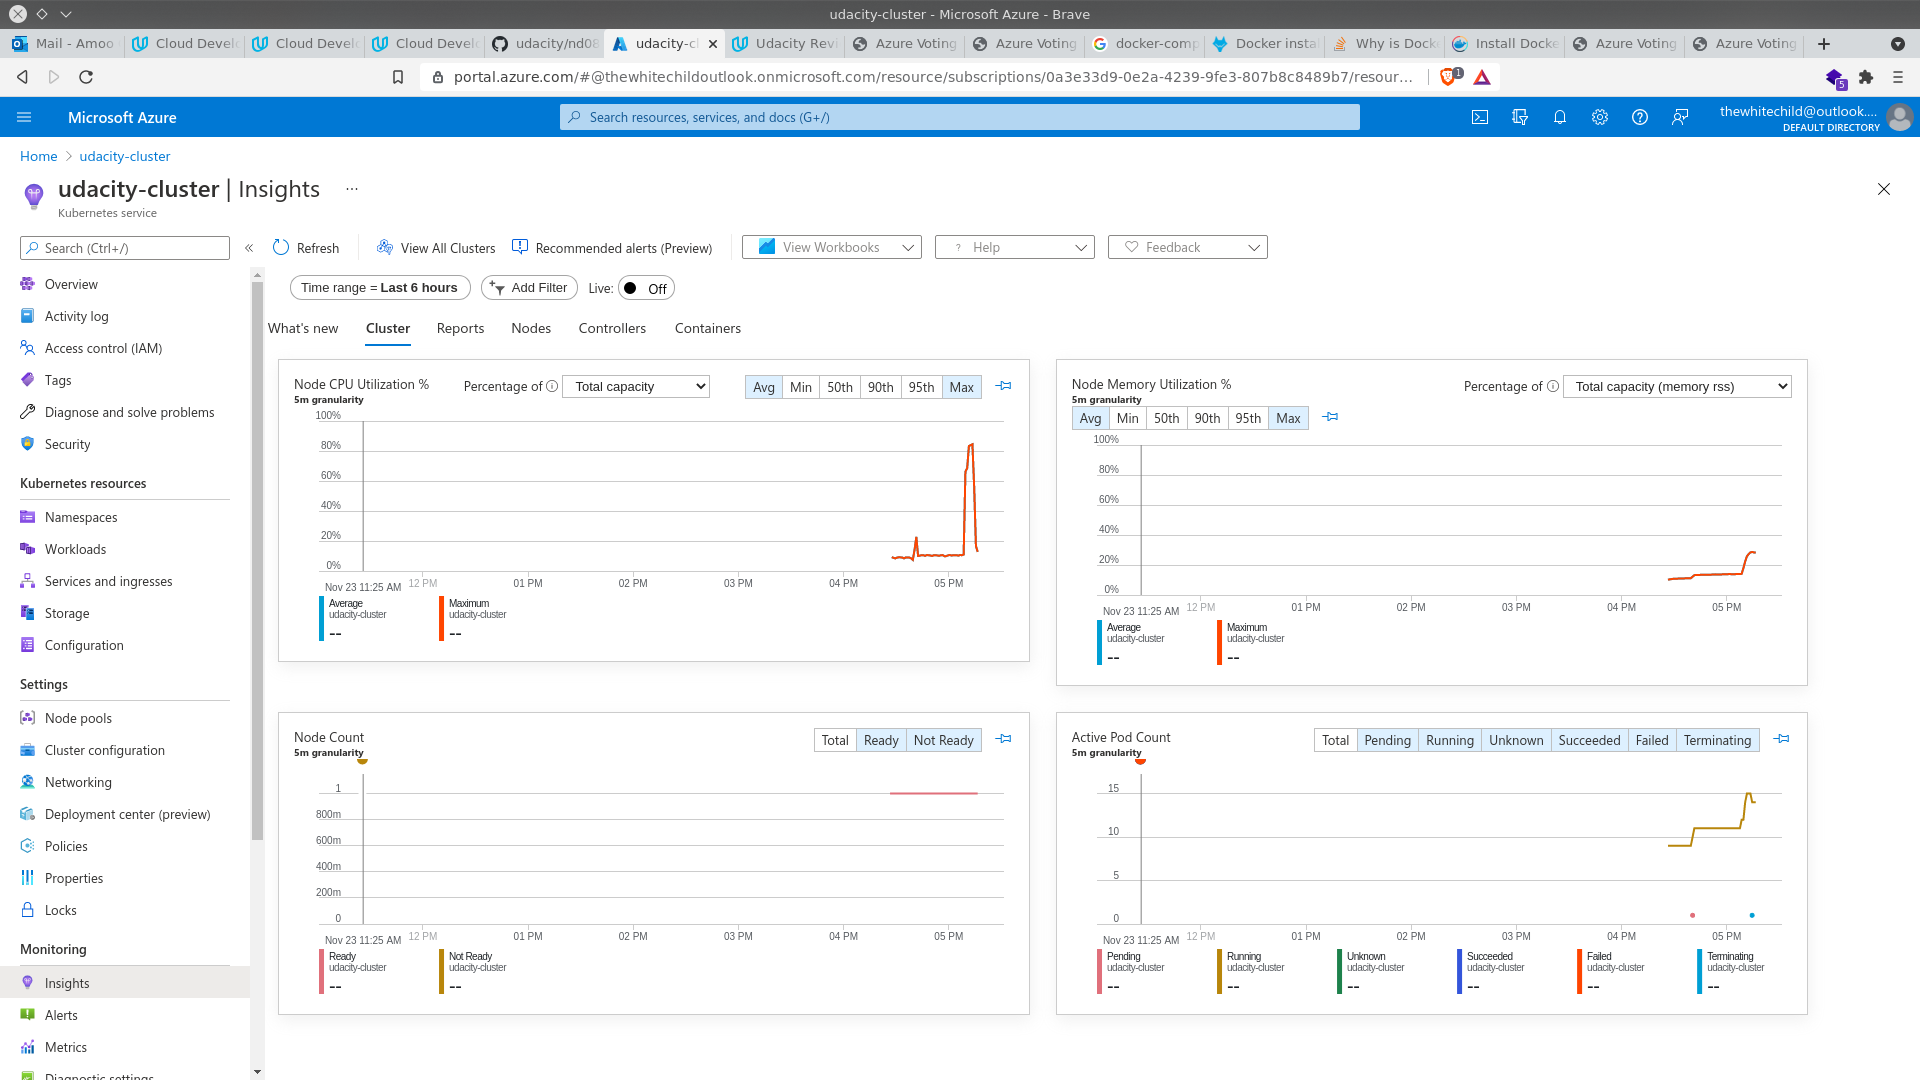 udacity-cluster - Microsoft Azure - Brave
Mail - Amoo
Cloud Develo
Cloud Develo
Cloud Develo
udacity/nd08
udacity-cl
Udacity Revi
Azure Voting
Azure Voting
docker-comp
Docker instal
Why is Dock
Install Docke
Azure Voting
Azure Voting
portal.azure.com/#@thewhitechildoutlook.onmicrosoft.com/resource/subscriptions/0a3e33d9-0e2a-4239-9fe3-807b8c8489b7/resour...
1
5
Microsoft Azure
Search resources, services, and docs (G+/)
thewhitechild@outlook....
DEFAULT DIRECTORY
Home > udacity-cluster
udacity-cluster | Insights ...
Kubernetes service
Search (Ctrl+/)
«
Refresh
View All Clusters
Recommended alerts (Preview)
View Workbooks
? Help
Feedback
Overview
Activity log
Access control (IAM)
Tags
Diagnose and solve problems
Security
Kubernetes resources
Namespaces
Workloads
Services and ingresses
Storage
Configuration
Settings
Node pools
Cluster configuration
Networking
Deployment center (preview)
Policies
Properties
Locks
Monitoring
Insights
Alerts
Metrics
Diagnostic settings
Time range = Last 6 hours
Add Filter
Live: Off
What's new
Cluster
Reports
Nodes
Controllers
Containers
Node CPU Utilization %
5m granularity
Percentage of
Total capacity
Avg Min 50th 90th 95th Max
100%
80%
60%
40%
20%
0%
Nov 23 11:25 AM 12 PM 01 PM 02 PM 03 PM 04 PM 05 PM
Average
udacity-cluster
--
Maximum
udacity-cluster
--
Node Memory Utilization %
5m granularity
Percentage of
Total capacity (memory rss)
Avg Min 50th 90th 95th Max
100%
80%
60%
40%
20%
0%
Nov 23 11:25 AM 12 PM 01 PM 02 PM 03 PM 04 PM 05 PM
Average
udacity-cluster
--
Maximum
udacity-cluster
--
Node Count
5m granularity
Total Ready Not Ready
1
800m
600m
400m
200m
0
Nov 23 11:25 AM 12 PM 01 PM 02 PM 03 PM 04 PM 05 PM
Ready
udacity-cluster
--
Not Ready
udacity-cluster
--
Active Pod Count
5m granularity
Total Pending Running Unknown Succeeded Failed Terminating
15
10
5
0
Nov 23 11:25 AM 12 PM 01 PM 02 PM 03 PM 04 PM 05 PM
Pending
udacity-cluster
--
Running
udacity-cluster
--
Unknown
udacity-cluster
--
Succeeded
udacity-cluster
--
Failed
udacity-cluster
--
Terminating
udacity-cluster
--